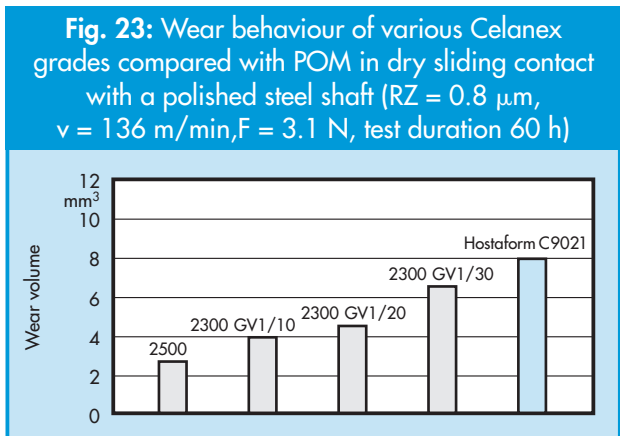 Fig. 23: Wear behaviour of various Celanex
grades compared with POM in dry sliding contact
with a polished steel shaft (RZ = 0.8 μm,
v = 136 m/min,F = 3.1 N, test duration 60 h)
12
mm³
10
8
6
4
2
0
Wear volume
2500
2300 GV1/10
2300 GV1/20
2300 GV1/30
Hostaform C9021